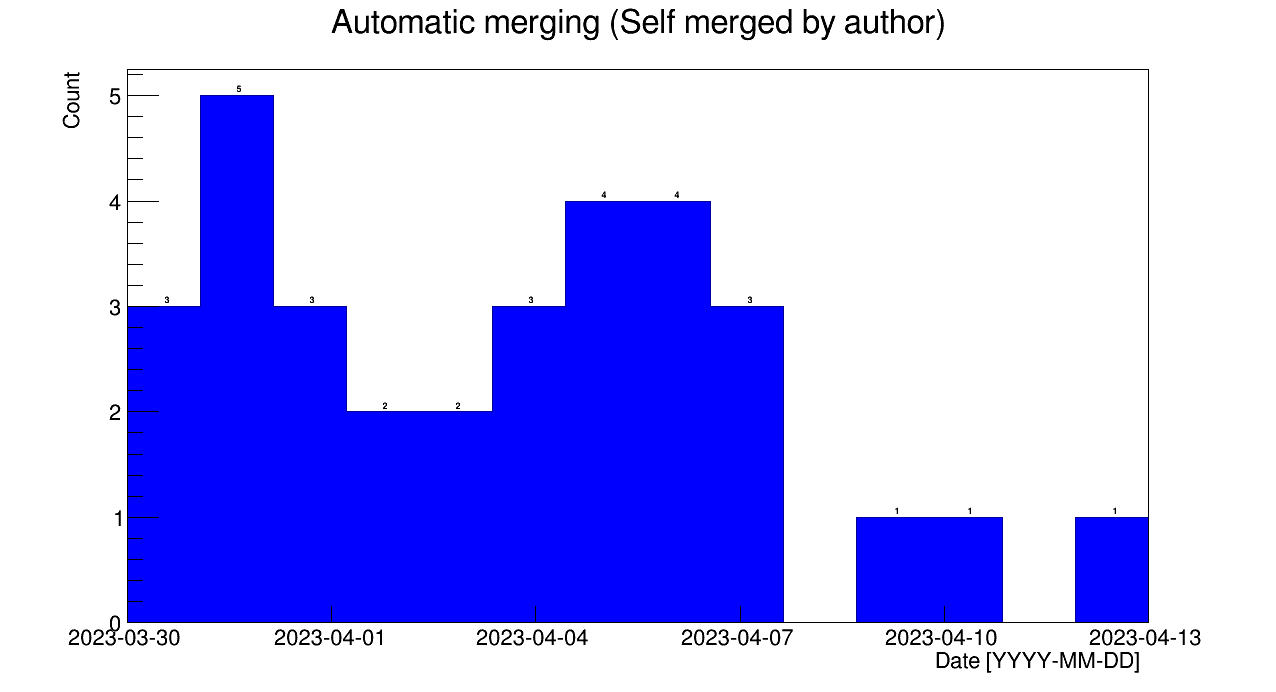 Automatic merging (Self merged by author)
Count
5
4
3
2
1
0
3 5 3 2 2 3 4 4 3 1 1 1
2023-03-30 2023-04-01 2023-04-04 2023-04-07 2023-04-10 2023-04-13
Date [YYYY-MM-DD]